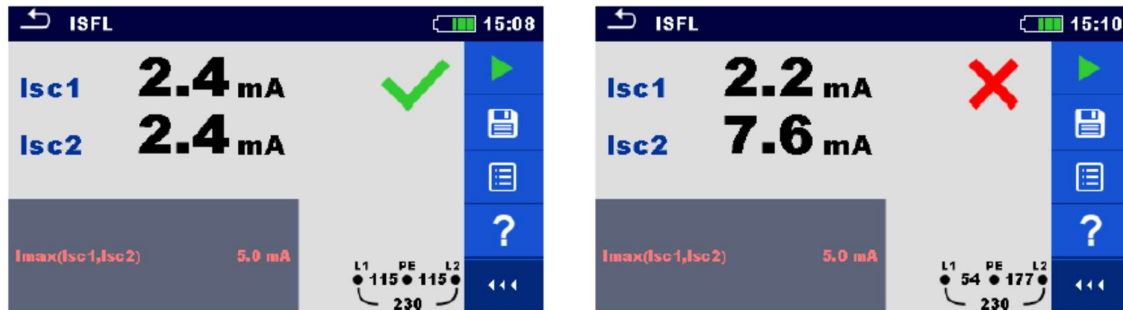 ISFL 15:08
Isc1 2.4 mA
Isc2 2.4 mA
?
Imax(Isc1,Isc2) 5.0 mA
L1 PE L2
115 115
230
ISFL 15:10
Isc1 2.2 mA
Isc2 7.6 mA
?
Imax(Isc1,Isc2) 5.0 mA
L1 PE L2
54 177
230